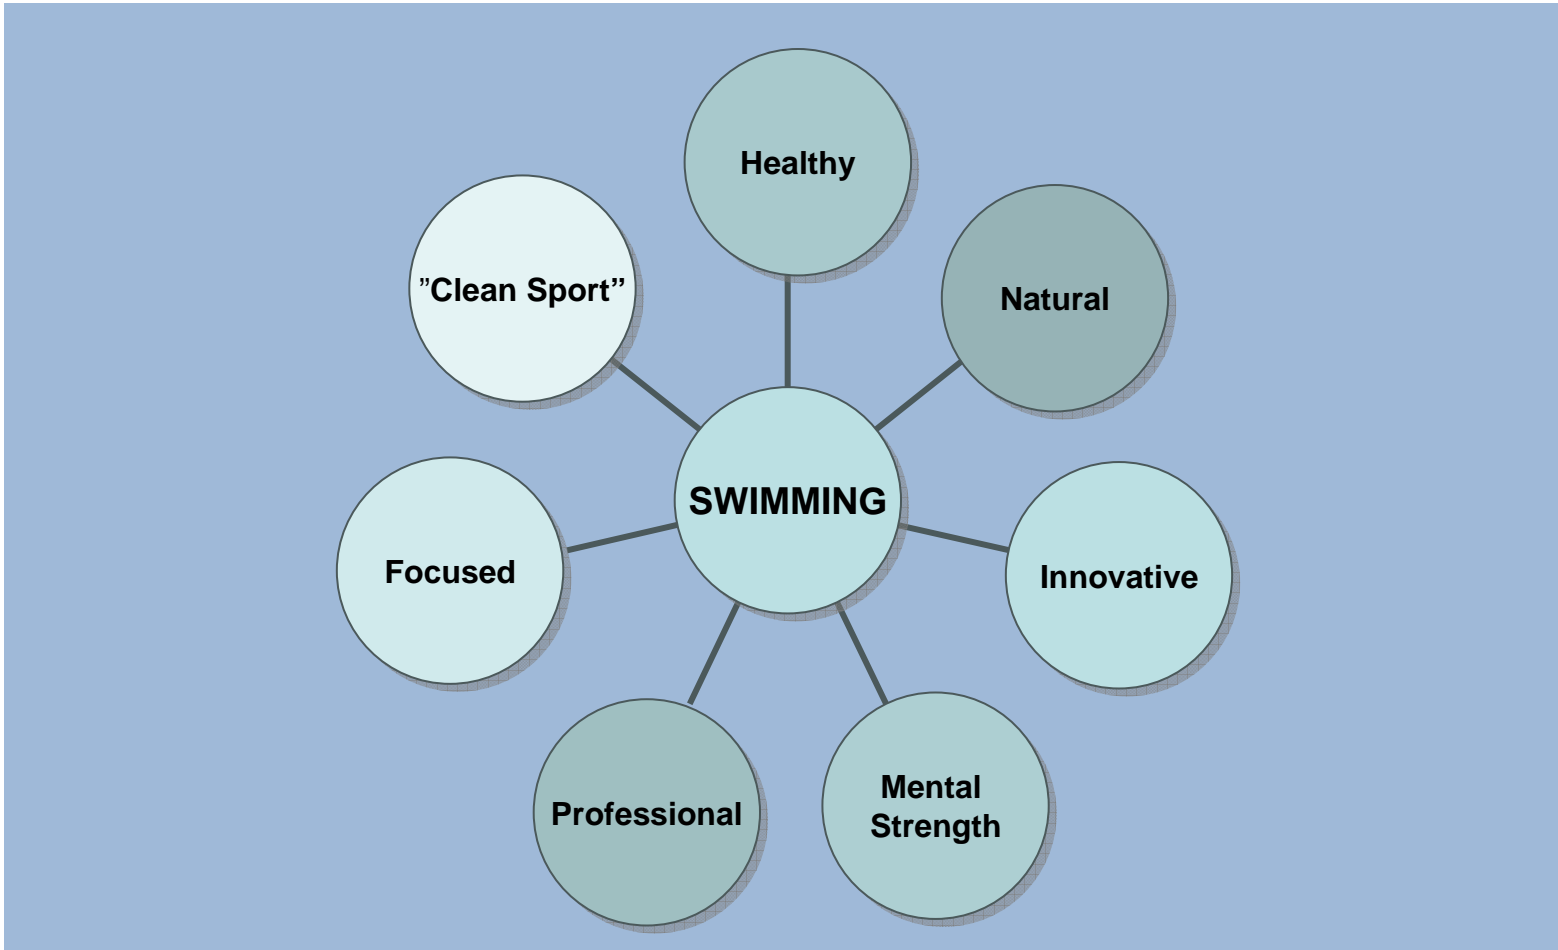 Healthy
”Clean Sport”
Natural
SWIMMING
Focused
Innovative
Mental
Strength
Professional